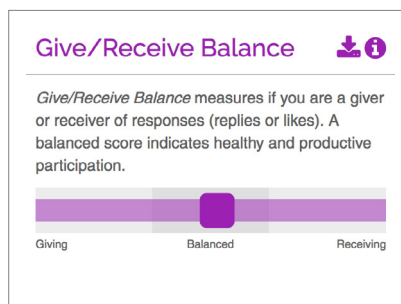 Give/Receive Balance
Give/Receive Balance measures if you are a giver
or receiver of responses (replies or likes). A
balanced score indicates healthy and productive
participation.
Giving Balanced Receiving